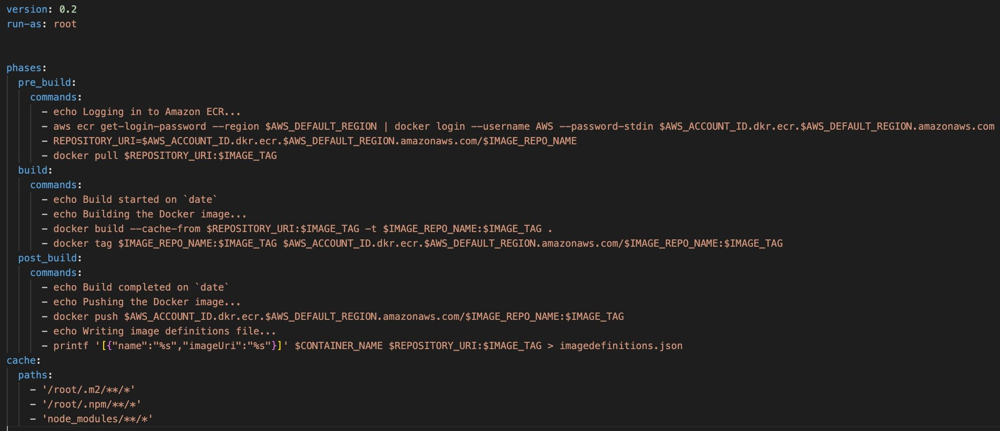 version: 0.2
run-as: root
phases:
  pre_build:
    commands:
      - echo Logging in to Amazon ECR...
      - aws ecr get-login-password --region $AWS_DEFAULT_REGION | docker login --username AWS --password-stdin $AWS_ACCOUNT_ID.dkr.ecr.$AWS_DEFAULT_REGION.amazonaws.com
      - REPOSITORY_URI=$AWS_ACCOUNT_ID.dkr.ecr.$AWS_DEFAULT_REGION.amazonaws.com/$IMAGE_REPO_NAME
      - docker pull $REPOSITORY_URI:$IMAGE_TAG
  build:
    commands:
      - echo Build started on `date`
      - echo Building the Docker image...
      - docker build --cache-from $REPOSITORY_URI:$IMAGE_TAG -t $IMAGE_REPO_NAME:$IMAGE_TAG .
      - docker tag $IMAGE_REPO_NAME:$IMAGE_TAG $AWS_ACCOUNT_ID.dkr.ecr.$AWS_DEFAULT_REGION.amazonaws.com/$IMAGE_REPO_NAME:$IMAGE_TAG
  post_build:
    commands:
      - echo Build completed on `date`
      - echo Pushing the Docker image...
      - docker push $AWS_ACCOUNT_ID.dkr.ecr.$AWS_DEFAULT_REGION.amazonaws.com/$IMAGE_REPO_NAME:$IMAGE_TAG
      - echo Writing image definitions file...
      - printf '[{"name":"%s","imageUri":"%s"}]' $CONTAINER_NAME $REPOSITORY_URI:$IMAGE_TAG > imagedefinitions.json
cache:
  paths:
    - '/root/.m2/**/*'
    - '/root/.npm/**/*'
    - 'node_modules/**/*'